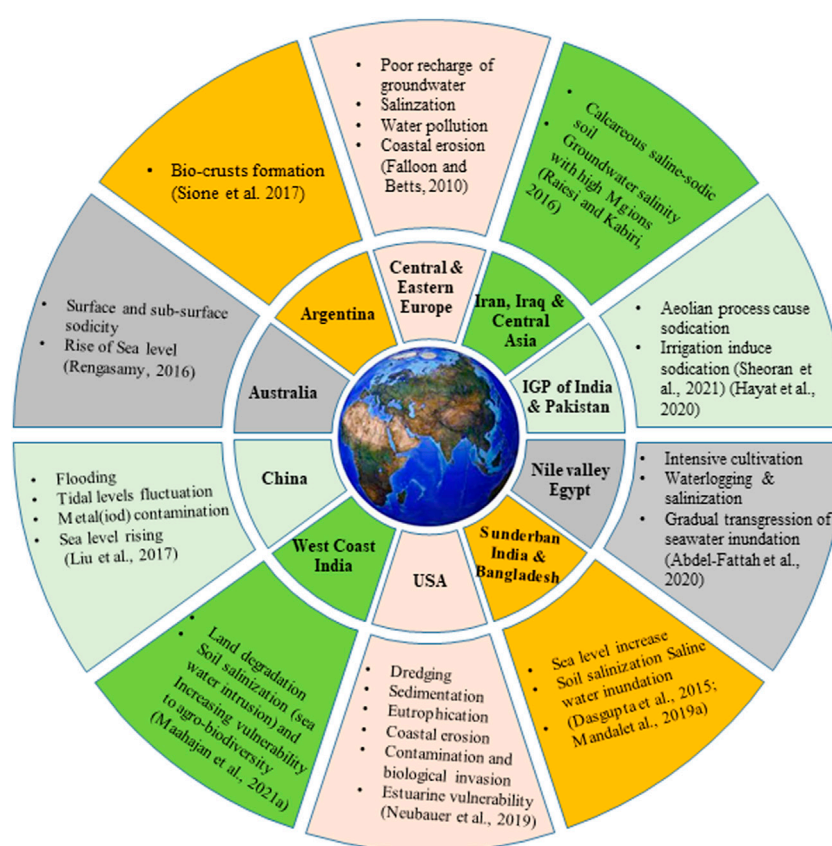 • Poor recharge of
groundwater
• Salinzation
• Water pollution
• Coastal erosion
(Falloon and
Betts, 2010)
Central &
Eastern
Europe
• Calcareous saline-sodic
soil
• Groundwater salinity
with high Mgions
(Raiesi and Kabiri,
2016)
Iran, Iraq &
Central
Asia
• Aeolian process cause
sodication
• Irrigation induce
sodication (Sheoran et
al., 2021) (Hayat et al.,
2020)
IGP of India
& Pakistan
• Intensive cultivation
• Waterlogging &
salinization
• Gradual transgression of
seawater inundation
(Abdel-Fattah et al.,
2020)
Nile valley
Egypt
• Sea level increase
• Soil salinization Saline
water inundation
• (Dasgupta et al., 2015;
Mandalet al., 2019a)
Sunderban
India &
Bangladesh
• Dredging
• Sedimentation
• Eutrophication
• Coastal erosion
• Contamination and
biological invasion
• Estuarine vulnerability
(Neubauer et al., 2019)
USA
• Land degradation
• Soil salinization (sea
water intrusion) and
Increasing vulnerability
to agro-biodiversity
(Maahajan et al., 2021a)
West Coast
India
• Flooding
• Tidal levels fluctuation
• Metal(iod) contamination
• Sea level rising
(Liu et al., 2017)
China
• Surface and sub-surface
sodicity
• Rise of Sea level
(Rengasamy, 2016)
Australia
• Bio-crusts formation
(Sione et al. 2017)
Argentina